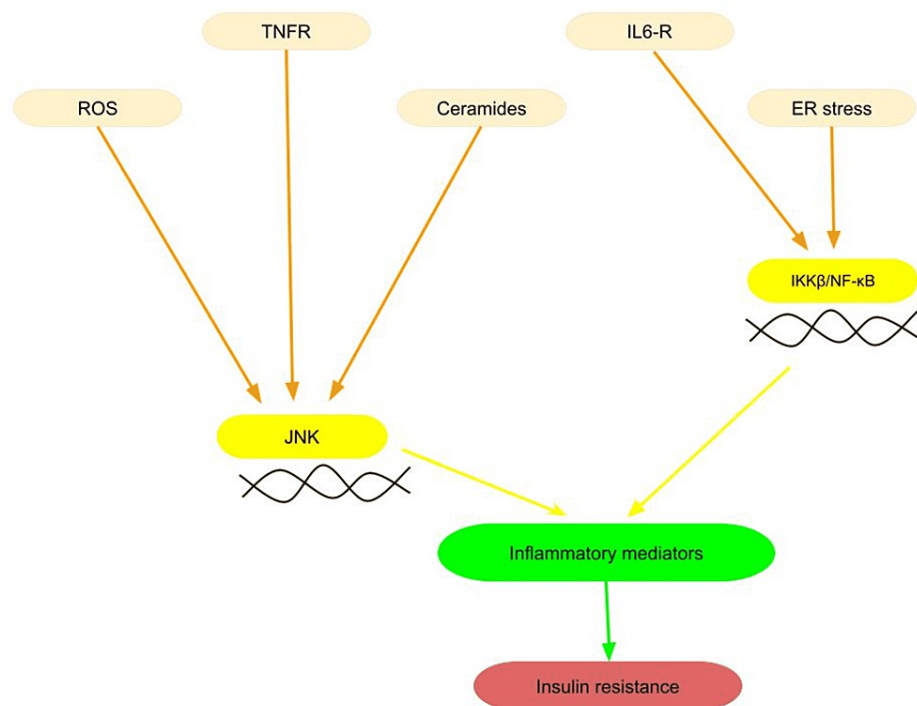 TNFR
IL6-R
ROS
Ceramides
ER stress
IKKβ/NF-κB
JNK
Inflammatory mediators
Insulin resistance